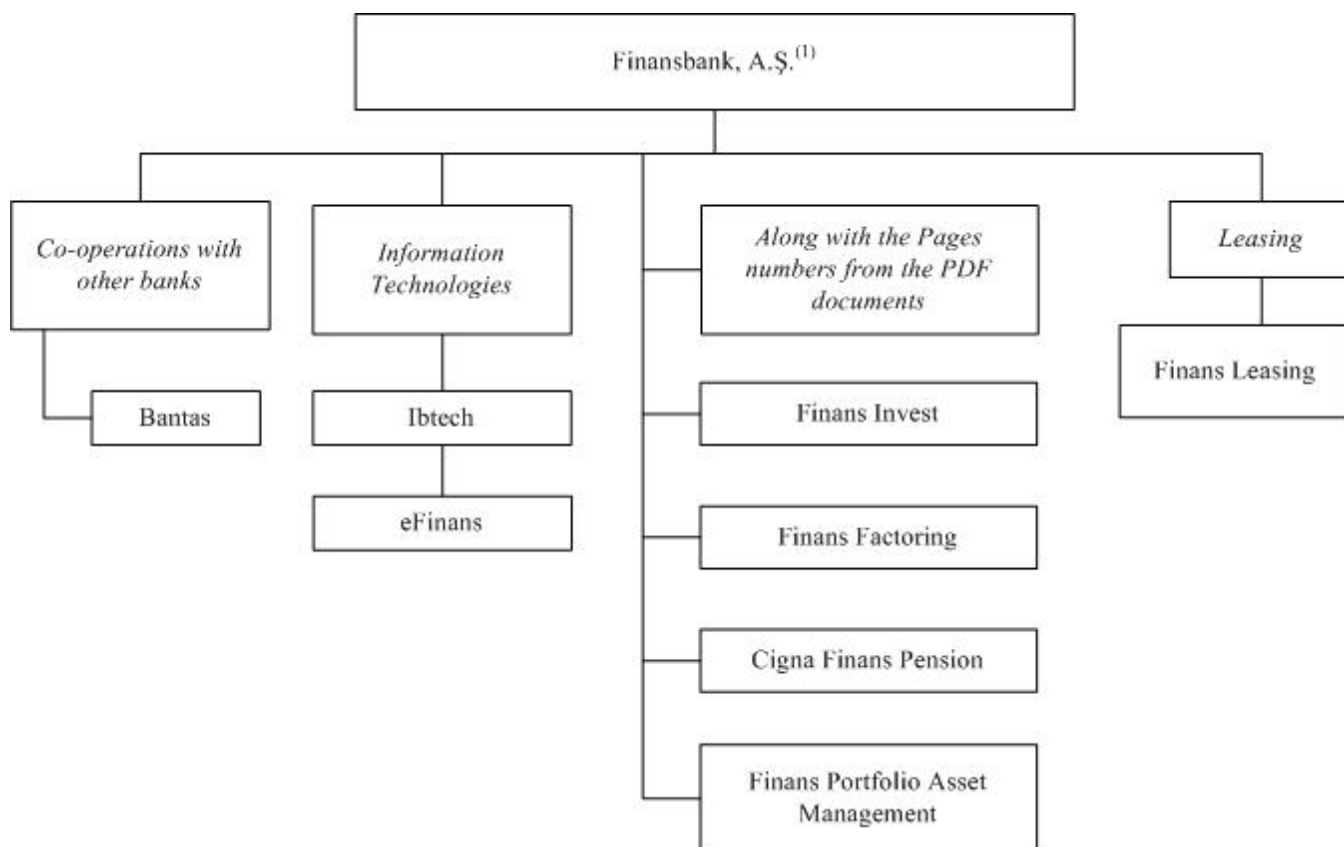 Finansbank, A.Ş.(1)
Co-operations with
other banks
Information
Technologies
Along with the Pages
numbers from the PDF
documents
Leasing
Finans Leasing
Bantas
Ibtech
Finans Invest
eFinans
Finans Factoring
Cigna Finans Pension
Finans Portfolio Asset
Management